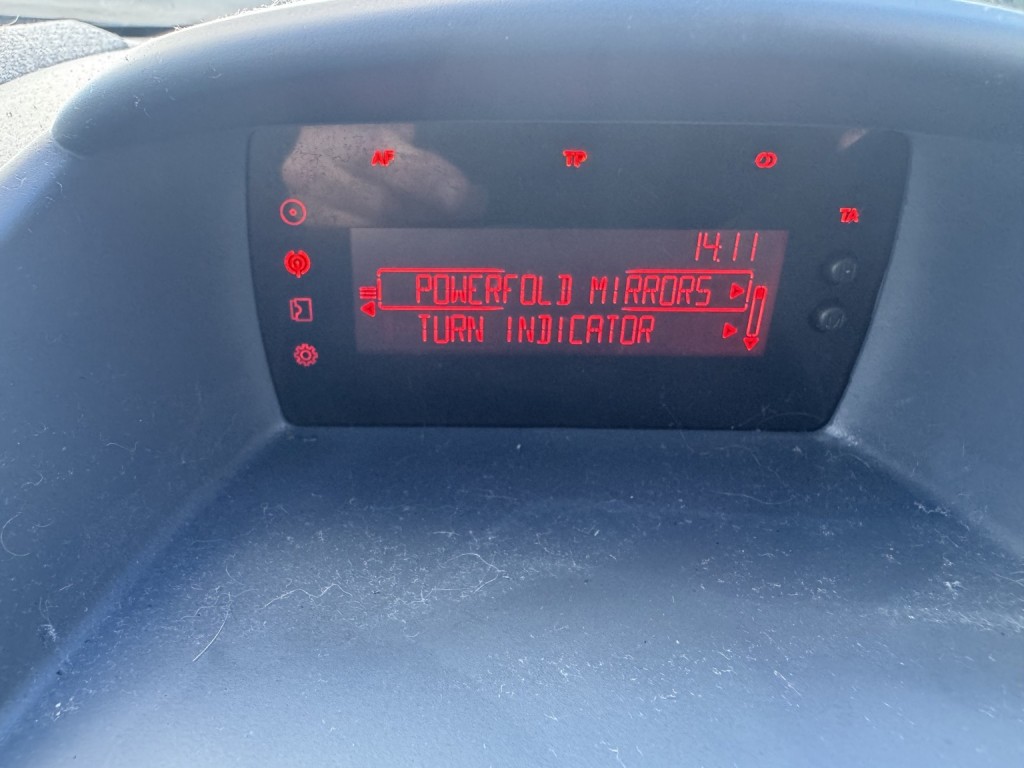 AF TP
TA
14:11
POWERFOLD MIRRORS
TURN INDICATOR